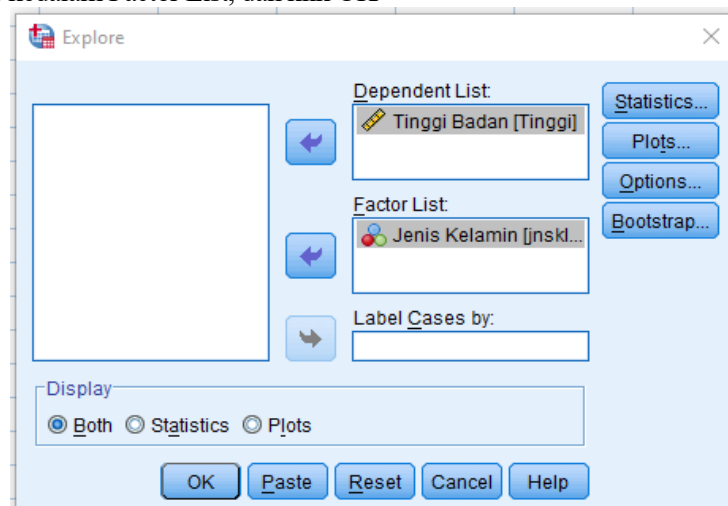 Explore
Dependent List:
Tinggi Badan [Tinggi]
Factor List:
Jenis Kelamin [jnskl...
Label Cases by:
Statistics...
Plots...
Options...
Bootstrap...
Display
Both Statistics Plots
OK Paste Reset Cancel Help